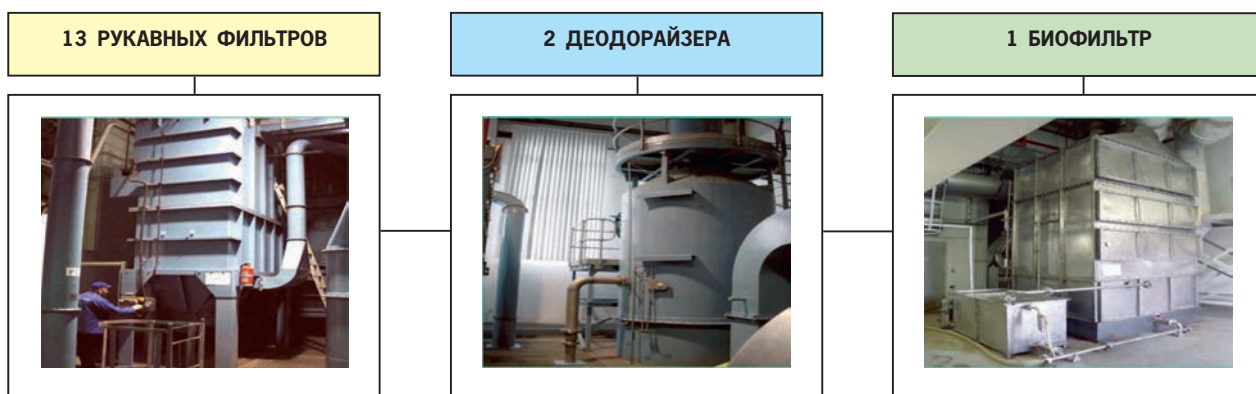 13 РУКАВНЫХ ФИЛЬТРОВ
2 ДЕОДОРАЙЗЕРА
1 БИОФИЛЬТР